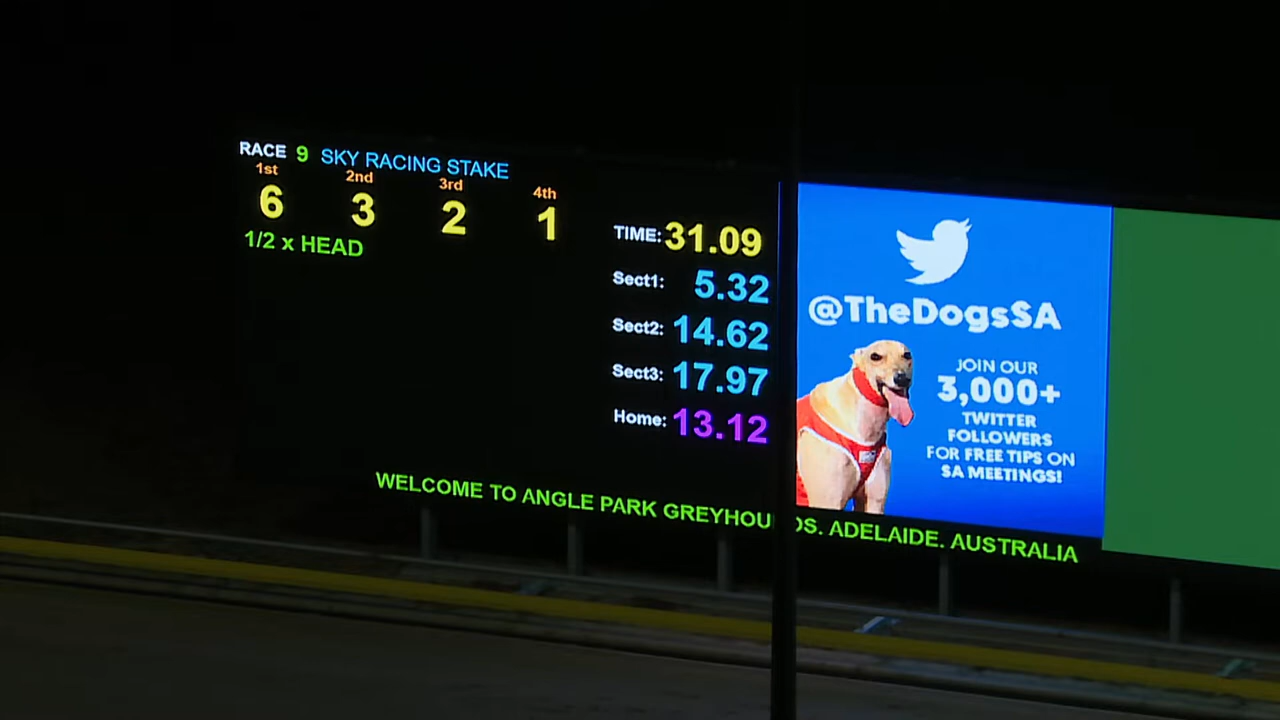 RACE 9 SKY RACING STAKE
1st 2nd 3rd 4th
6 3 2 1
1/2 x HEAD
TIME: 31.09
Sect1: 5.32
Sect2: 14.62
Sect3: 17.97
Home: 13.12
@TheDogsSA
JOIN OUR
3,000+
TWITTER
FOLLOWERS
FOR FREE TIPS ON
SA MEETINGS!
WELCOME TO ANGLE PARK GREYHOU DS. ADELAIDE. AUSTRALIA